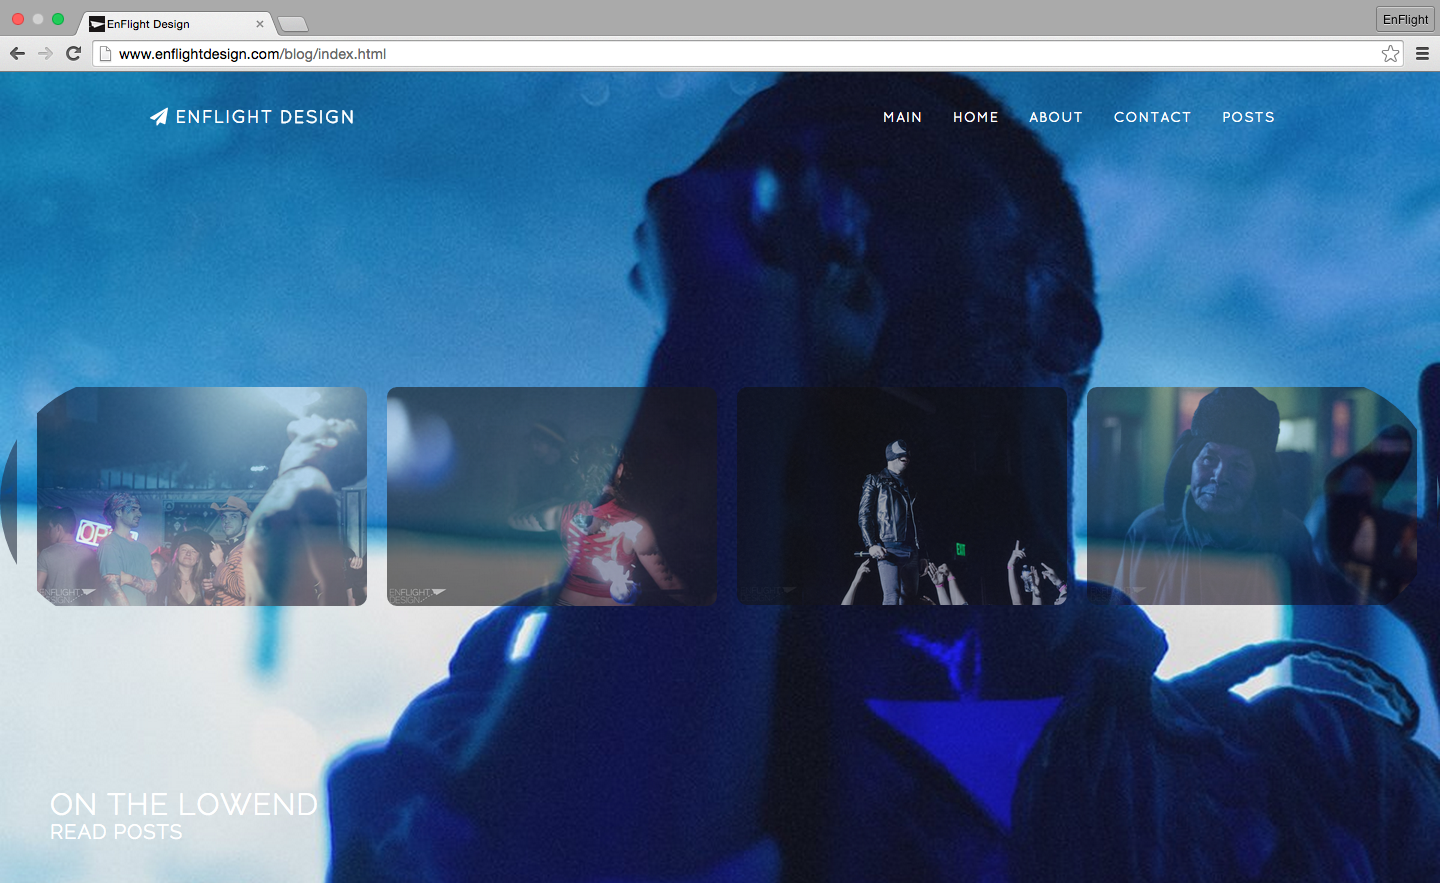 EnFlight Design
EnFlight
www.enflightdesign.com/blog/index.html
ENFLIGHT DESIGN
MAIN HOME ABOUT CONTACT POSTS
OP
EXIT
ENFLIGHT
DESIGN
ENFLIGHT
DESIGN
ON THE LOWEND
READ POSTS